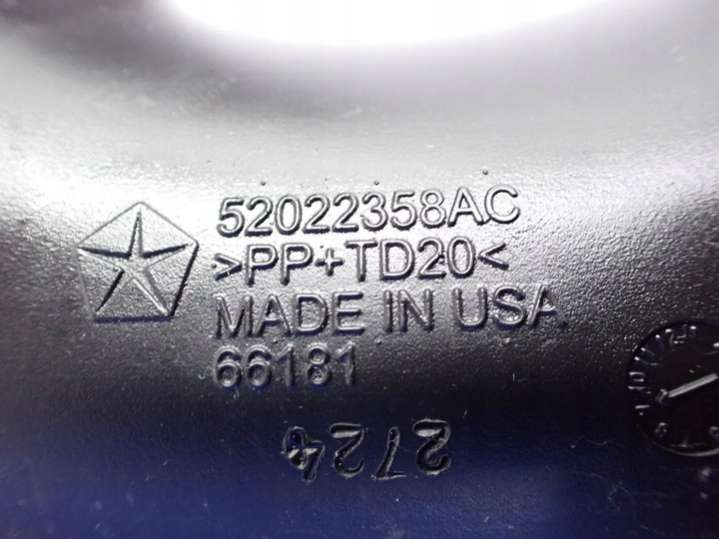 52022358AC
>PP+TD20<
MADE IN USA
66181
2724